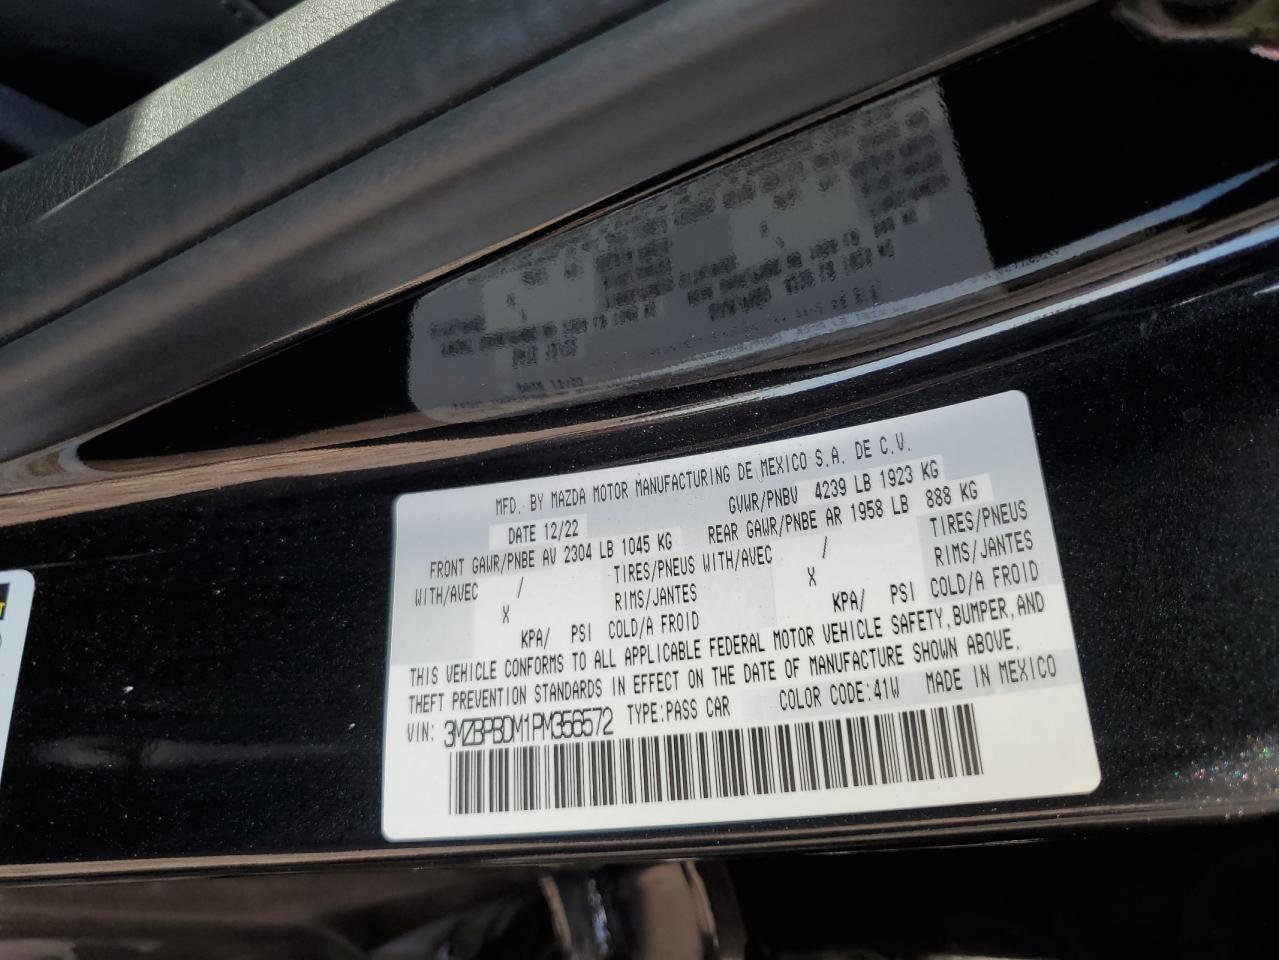 MFD. BY MAZDA MOTOR MANUFACTURING DE MEXICO S.A. DE C.V.
DATE 12/22 GVWR/PNBV 4239 LB 1923 KG
FRONT GAWR/PNBE AV 2304 LB 1045 KG REAR GAWR/PNBE AR 1958 LB 888 KG
WITH/AVEC / TIRES/PNEUS WITH/AVEC / TIRES/PNEUS
X RIMS/JANTES X RIMS/JANTES
KPA/ PSI COLD/A FROID KPA/ PSI COLD/A FROID
THIS VEHICLE CONFORMS TO ALL APPLICABLE FEDERAL MOTOR VEHICLE SAFETY, BUMPER, AND
THEFT PREVENTION STANDARDS IN EFFECT ON THE DATE OF MANUFACTURE SHOWN ABOVE.
VIN: 3MZBPBDM1PM356572 TYPE:PASS CAR COLOR CODE:41W MADE IN MEXICO